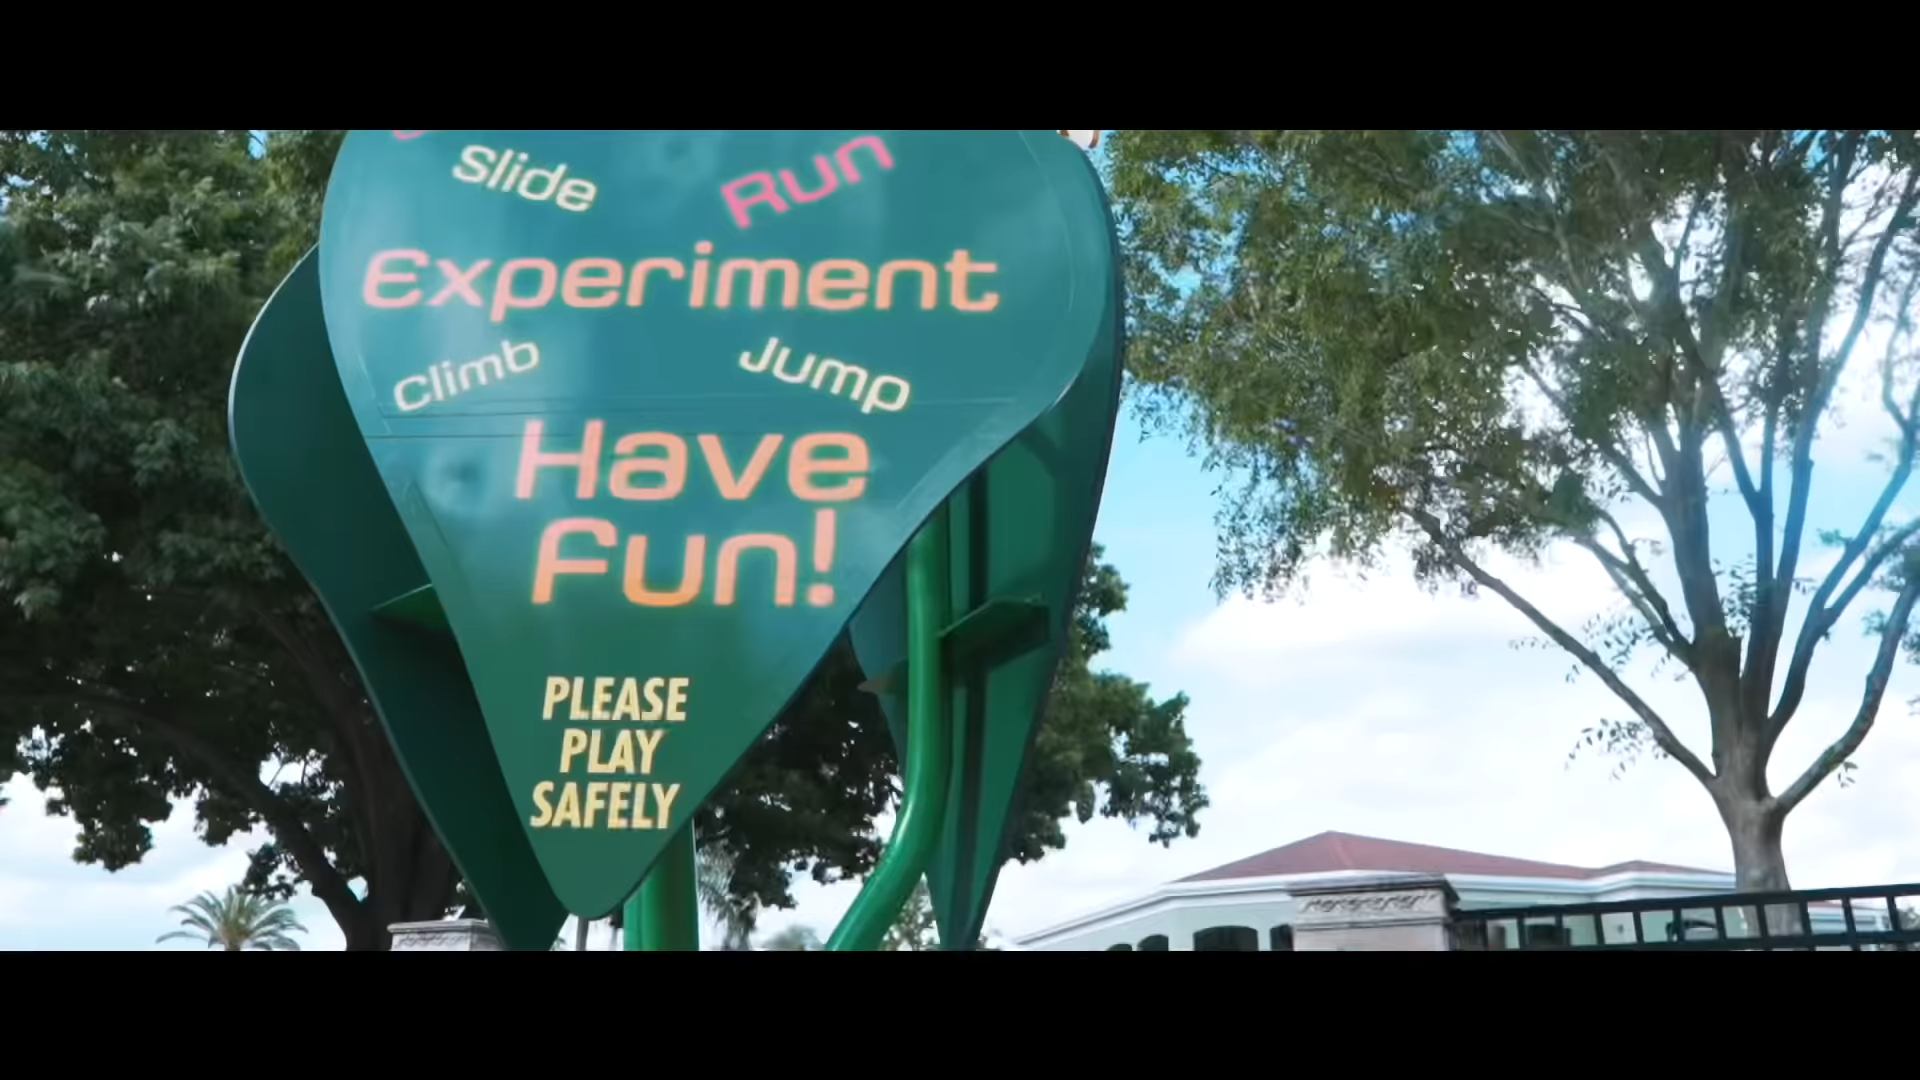 Slide
Run
Experiment
Climb
Jump
Have
Fun!
PLEASE
PLAY
SAFELY